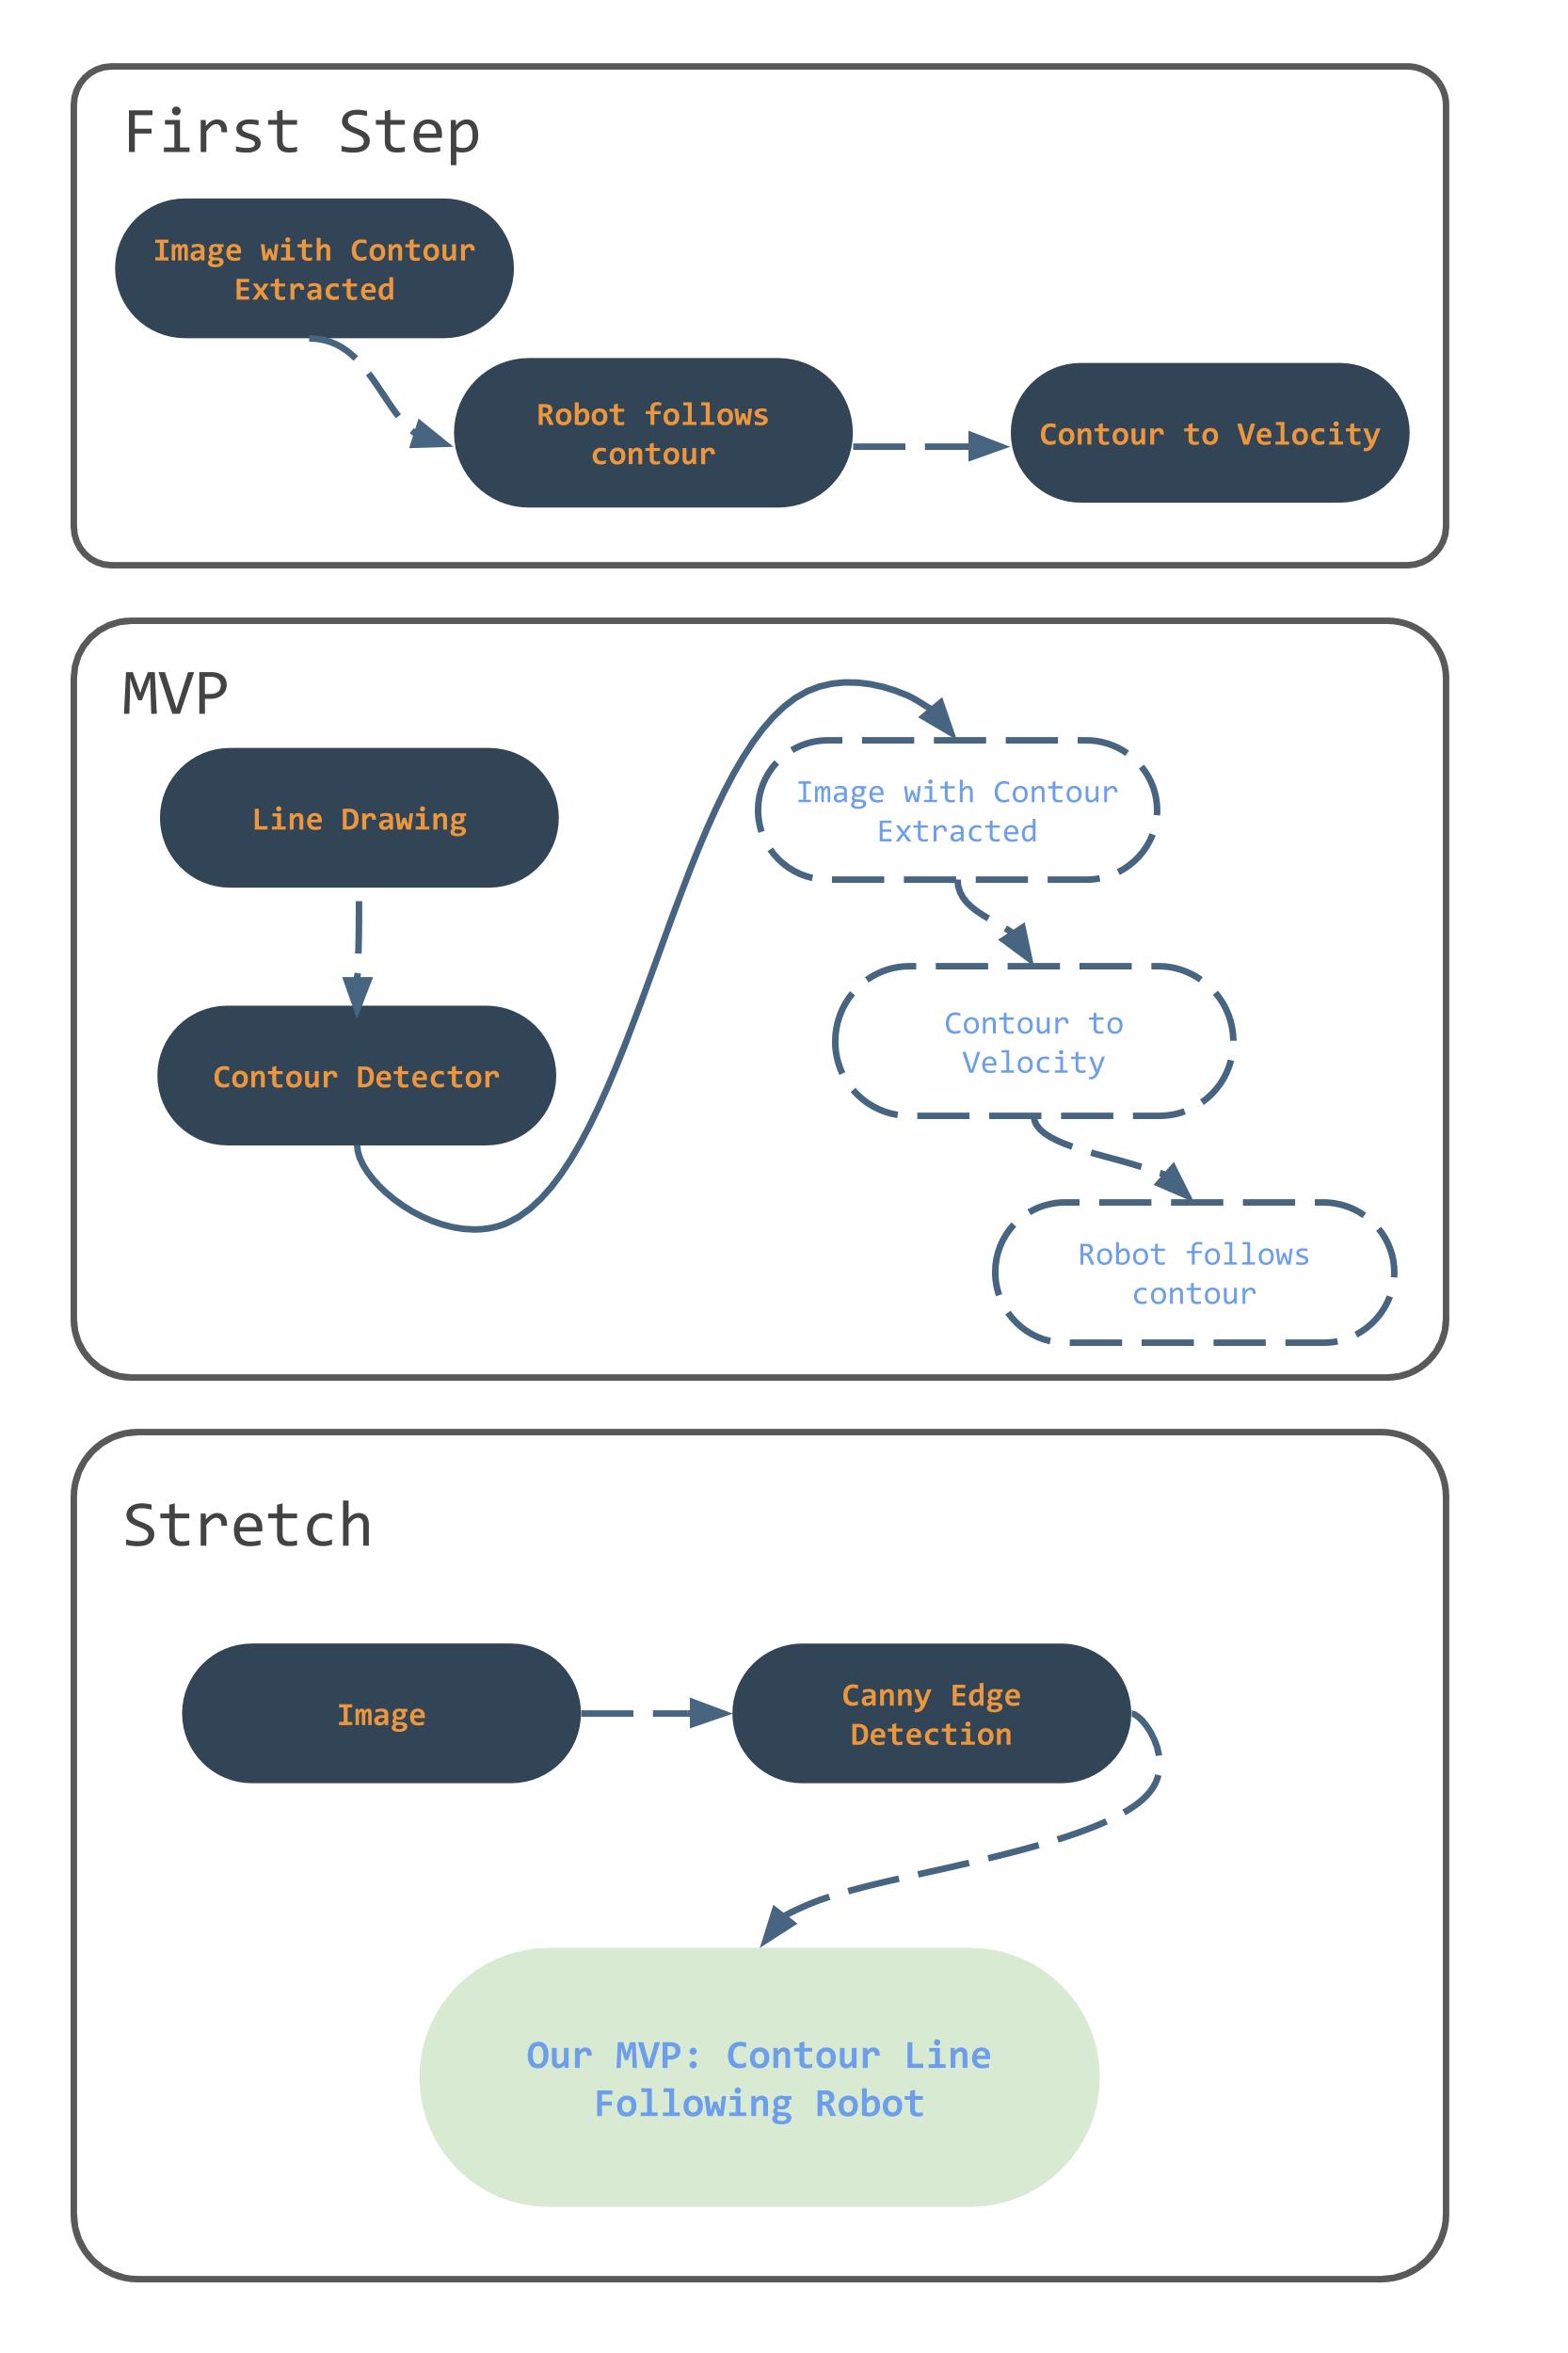 First Step
Image with Contour
Extracted
Robot follows
contour
Contour to Velocity
MVP
Line Drawing
Contour Detector
Image with Contour
Extracted
Contour to
Velocity
Robot follows
contour
Stretch
Image
Canny Edge
Detection
Our MVP: Contour Line
Following Robot